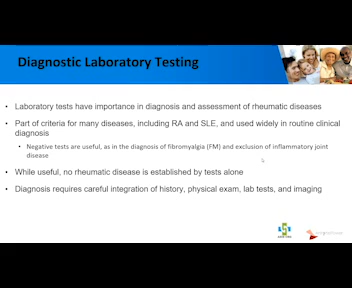 Diagnostic Laboratory Testing
• Laboratory tests have importance in diagnosis and assessment of rheumatic diseases
• Part of criteria for many diseases, including RA and SLE, and used widely in routine clinical
diagnosis
• Negative tests are useful, as in the diagnosis of fibromyalgia (FM) and exclusion of inflammatory joint
disease
• While useful, no rheumatic disease is established by tests alone
• Diagnosis requires careful integration of history, physical exam, lab tests, and imaging